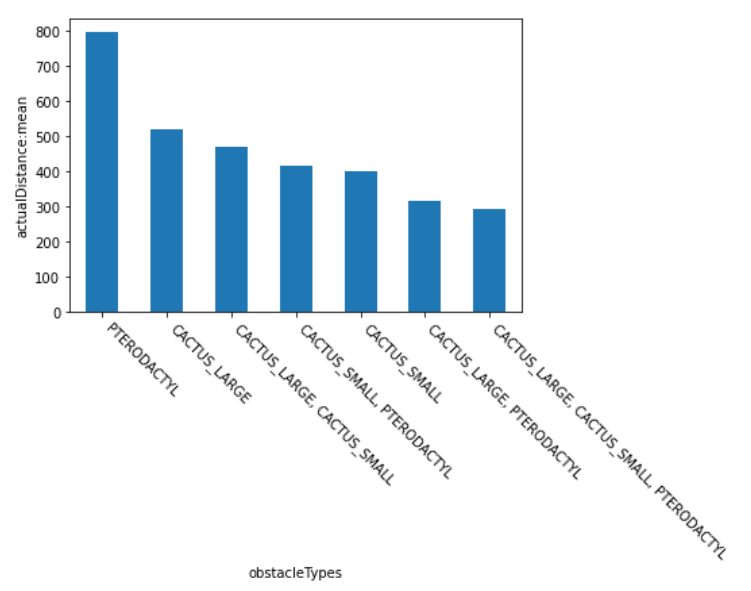 800
700
600
500
400
300
200
100
0
actualDistance:mean
PTERODACTYL
CACTUS_LARGE
CACTUS_LARGE, CACTUS_SMALL
CACTUS_SMALL, PTERODACTYL
CACTUS_SMALL
CACTUS_LARGE, PTERODACTYL
CACTUS_LARGE, CACTUS_SMALL, PTERODACTYL
obstacleTypes